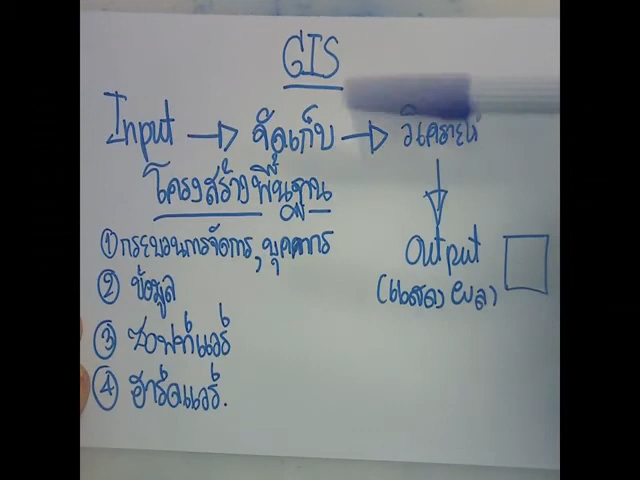 GIS
Input → จัดเก็บ → วิเคราะห์
โครงสร้างพื้นฐาน
① กระบวนการจัดการ, บุคลากร
Output
② ข้อมูล
(แสดงผล)
③ ซอฟท์แวร์
④ ฮาร์ดแวร์.